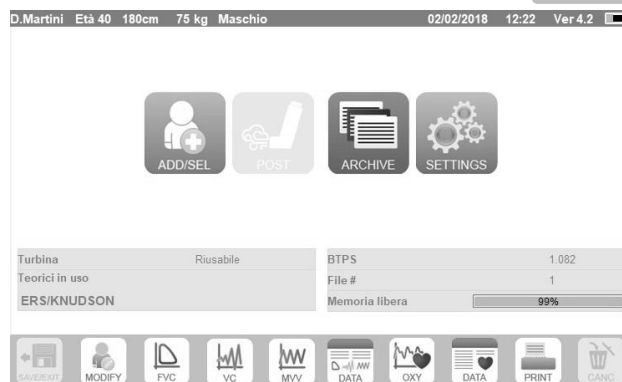 D.Martini Età 40 180cm 75 kg Maschio 02/02/2018 12:22 Ver 4.2
ADD/SEL POST ARCHIVE SETTINGS
Turbina Riusabile BTPS 1.082
Teorici in uso File # 1
ERS/KNUDSON Memoria libera 99%
SAVE/EXIT MODIFY FVC VC MVV DATA OXY DATA PRINT CANC